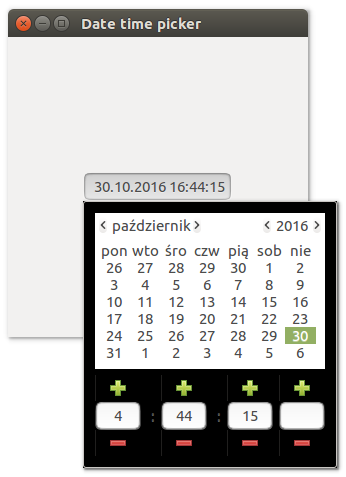 Date time picker
30.10.2016 16:44:15
październik 2016
pon wto śro czw pią sob nie
26 27 28 29 30 1 2
3 4 5 6 7 8 9
10 11 12 13 14 15 16
17 18 19 20 21 22 23
24 25 26 27 28 29 30
31 1 2 3 4 5 6
4 : 44 : 15